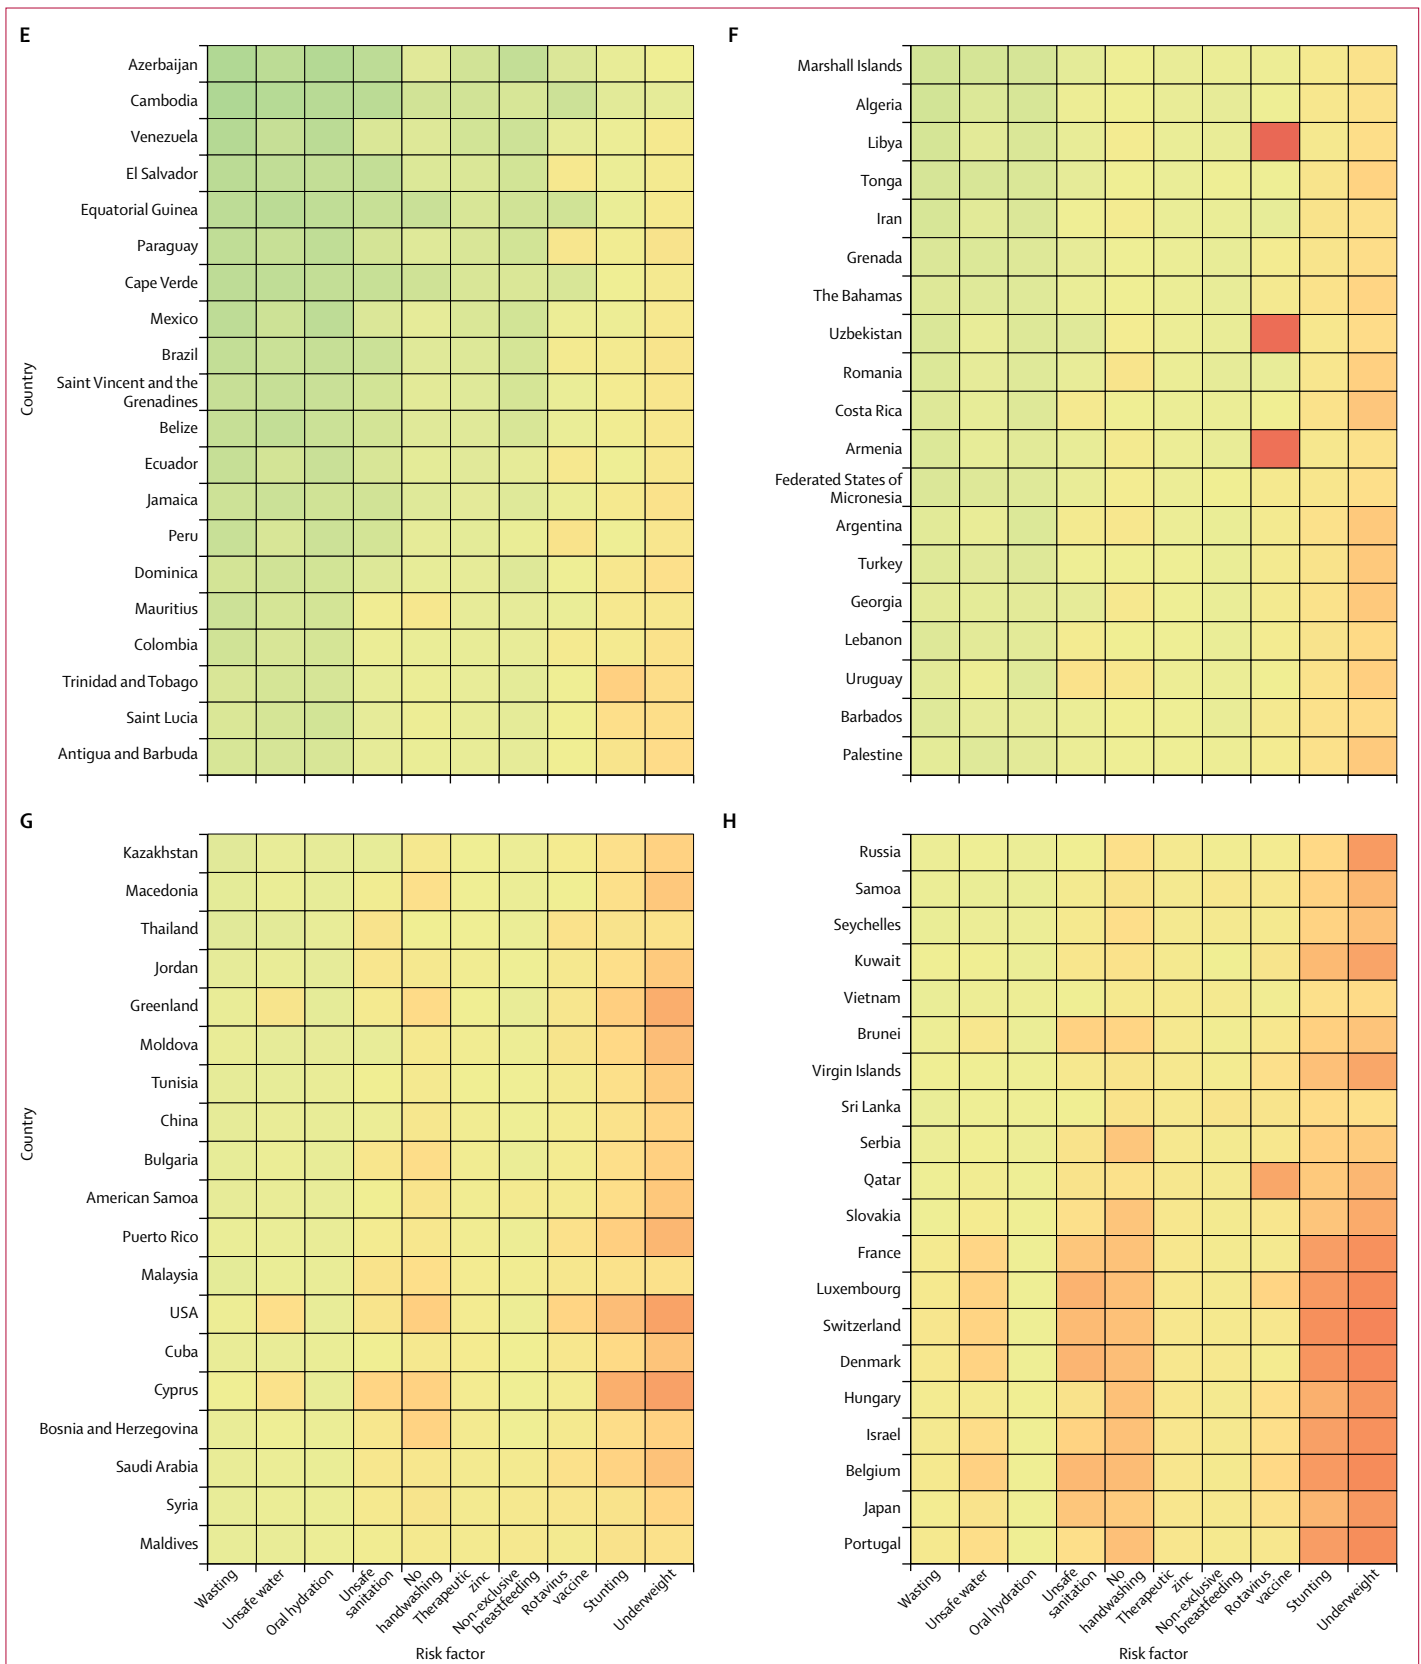 E
Country
Azerbaijan
Cambodia
Venezuela
El Salvador
Equatorial Guinea
Paraguay
Cape Verde
Mexico
Brazil
Saint Vincent and the
Grenadines
Belize
Ecuador
Jamaica
Peru
Dominica
Mauritius
Colombia
Trinidad and Tobago
Saint Lucia
Antigua and Barbuda
F
Marshall Islands
Algeria
Libya
Tonga
Iran
Grenada
The Bahamas
Uzbekistan
Romania
Costa Rica
Armenia
Federated States of
Micronesia
Argentina
Turkey
Georgia
Lebanon
Uruguay
Barbados
Palestine
G
Country
Kazakhstan
Macedonia
Thailand
Jordan
Greenland
Moldova
Tunisia
China
Bulgaria
American Samoa
Puerto Rico
Malaysia
USA
Cuba
Cyprus
Bosnia and Herzegovina
Saudi Arabia
Syria
Maldives
Wasting
Unsafe water
Oral hydration
Unsafe
sanitation
No
handwashing
Therapeutic
zinc
Non-exclusive
breastfeeding
Rotavirus
vaccine
Stunting
Underweight
Risk factor
H
Russia
Samoa
Seychelles
Kuwait
Vietnam
Brunei
Virgin Islands
Sri Lanka
Serbia
Qatar
Slovakia
France
Luxembourg
Switzerland
Denmark
Hungary
Israel
Belgium
Japan
Portugal
Wasting
Unsafe water
Oral hydration
Unsafe
sanitation
No
handwashing
Therapeutic
zinc
Non-exclusive
breastfeeding
Rotavirus
vaccine
Stunting
Underweight
Risk factor